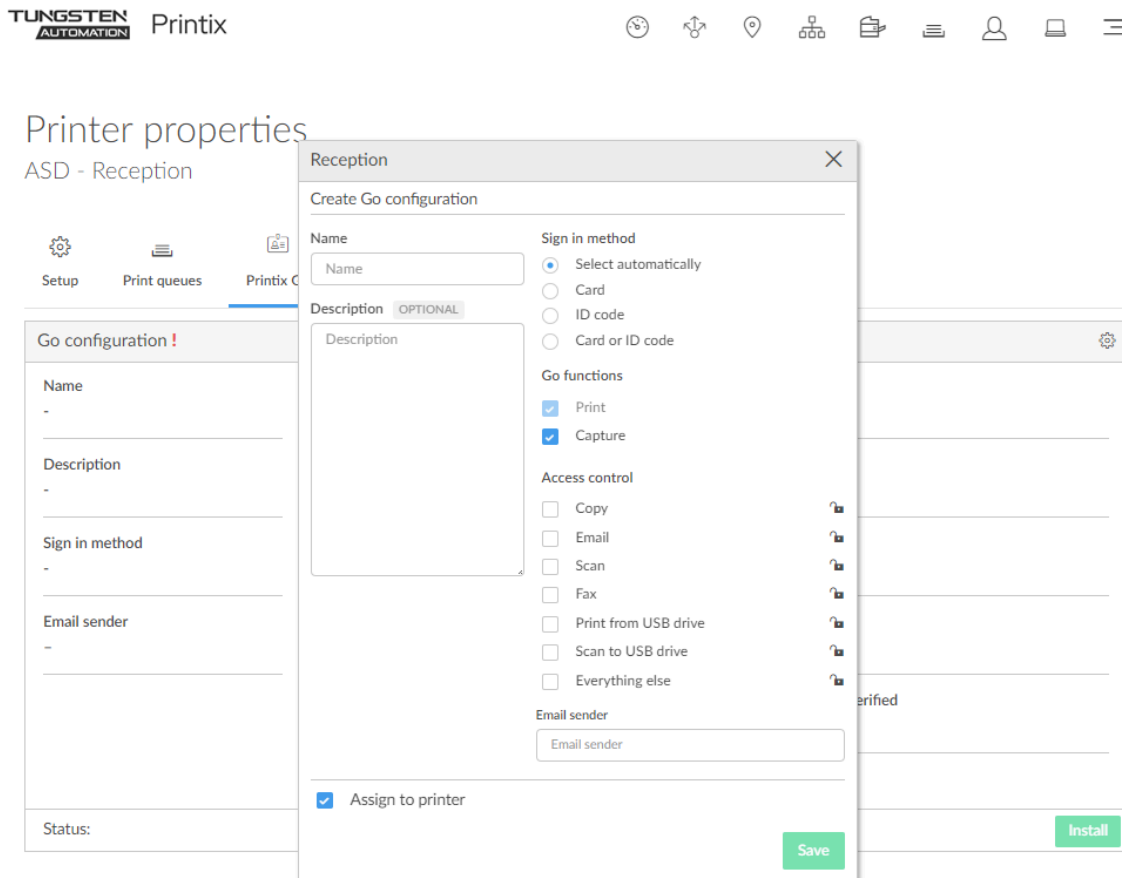 TUNGSTEN
AUTOMATION
Printix
Printer properties
ASD - Reception
Setup
Print queues
Printix
Go configuration !
Name
-
Description
-
Sign in method
-
Email sender
–
Status:
Reception
Create Go configuration
Name
Name
Description OPTIONAL
Description
Sign in method
Select automatically
Card
ID code
Card or ID code
Go functions
Print
Capture
Access control
Copy
Email
Scan
Fax
Print from USB drive
Scan to USB drive
Everything else
Email sender
Email sender
Assign to printer
Save
erified
Install